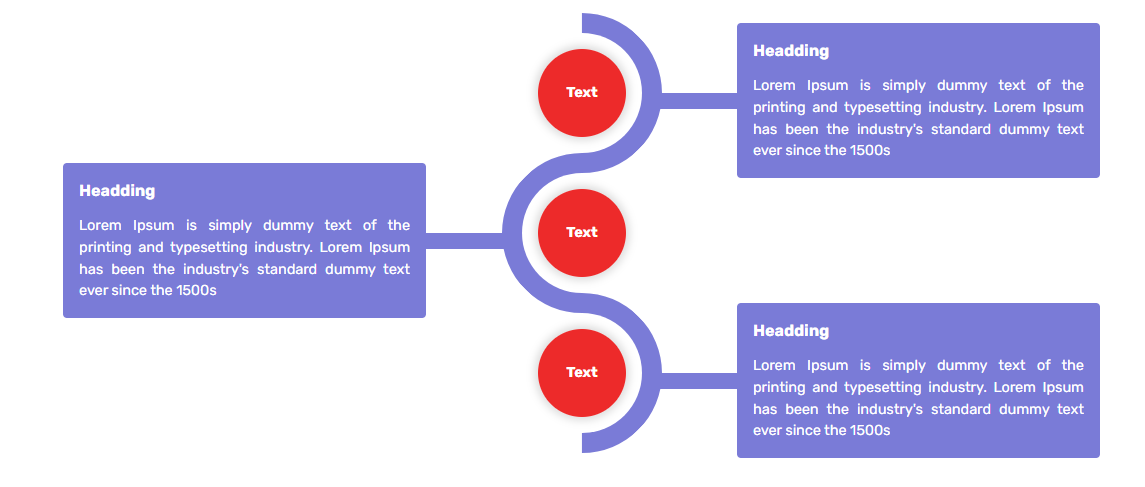 Text
Headding
Lorem Ipsum is simply dummy text of the
printing and typesetting industry. Lorem Ipsum
has been the industry's standard dummy text
ever since the 1500s
Headding
Lorem Ipsum is simply dummy text of the
printing and typesetting industry. Lorem Ipsum
has been the industry's standard dummy text
ever since the 1500s
Text
Text
Headding
Lorem Ipsum is simply dummy text of the
printing and typesetting industry. Lorem Ipsum
has been the industry's standard dummy text
ever since the 1500s